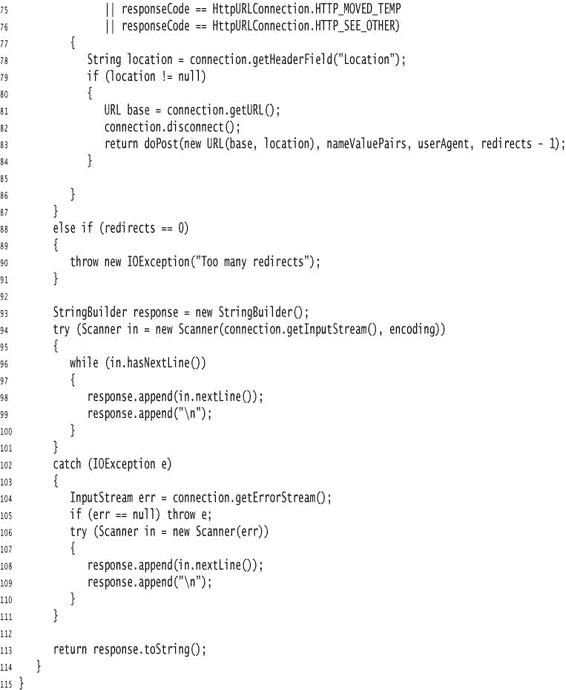 75 || responseCode == HttpURLConnection.HTTP_MOVED_TEMP
76 || responseCode == HttpURLConnection.HTTP_SEE_OTHER)
77 {
78 String location = connection.getHeaderField("Location");
79 if (location != null)
80 {
81 URL base = connection.getURL();
82 connection.disconnect();
83 return doPost(new URL(base, location), nameValuePairs, userAgent, redirects - 1);
84 }
85
86 }
87 }
88 else if (redirects == 0)
89 {
90 throw new IOException("Too many redirects");
91 }
92
93 StringBuilder response = new StringBuilder();
94 try (Scanner in = new Scanner(connection.getInputStream(), encoding))
95 {
96 while (in.hasNextLine())
97 {
98 response.append(in.nextLine());
99 response.append("\n");
100 }
101 }
102 catch (IOException e)
103 {
104 InputStream err = connection.getErrorStream();
105 if (err == null) throw e;
106 try (Scanner in = new Scanner(err))
107 {
108 response.append(in.nextLine());
109 response.append("\n");
110 }
111 }
112
113 return response.toString();
114 }
115 }